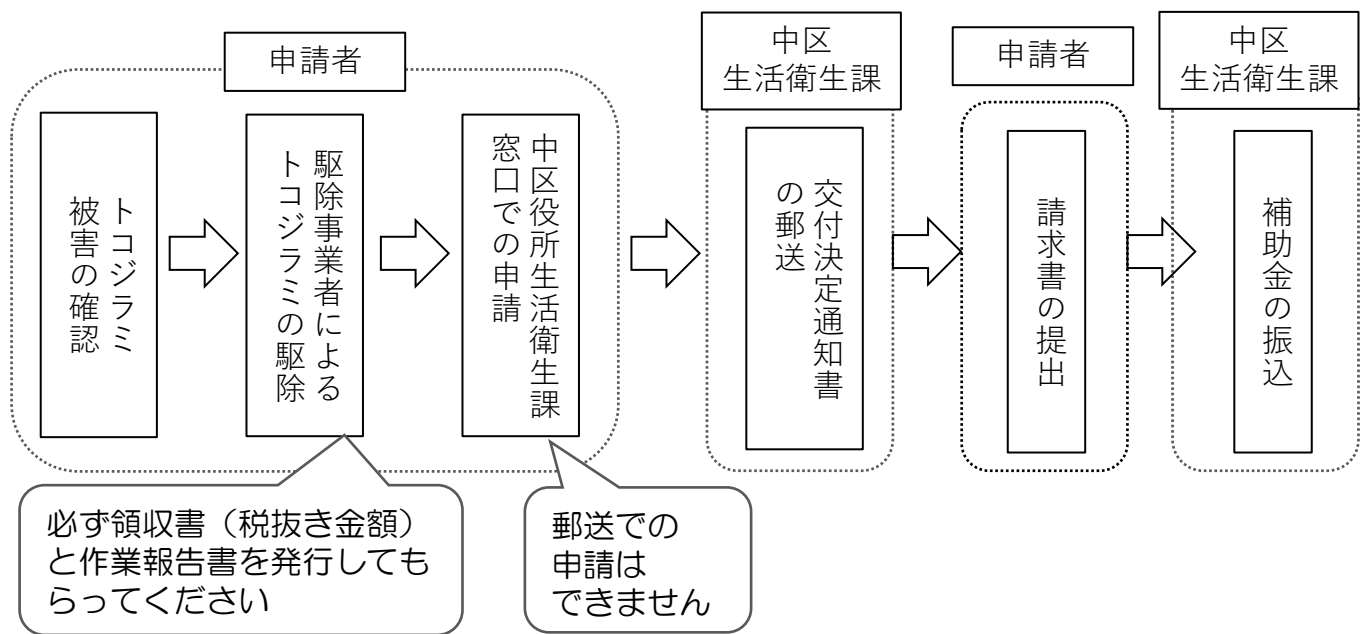 申請者
トコジラミ
被害の確認
駆除事業者による
トコジラミの駆除
中区役所生活衛生課
窓口での申請
必ず領収書（税抜き金額）
と作業報告書を発行しても
らってください
郵送での
申請は
できません
中区
生活衛生課
交付決定通知書
の郵送
申請者
請求書の提出
中区
生活衛生課
補助金の振込